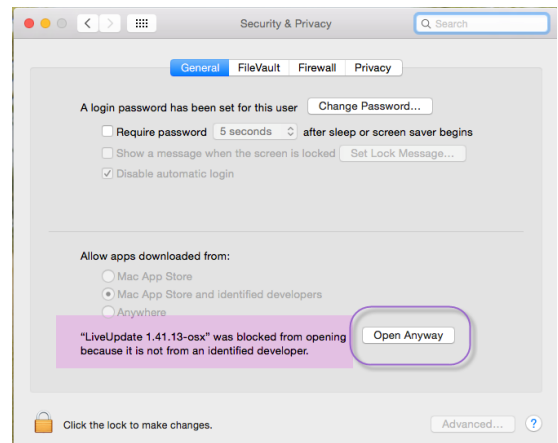 Security & Privacy
Search
General FileVault Firewall Privacy
A login password has been set for this user Change Password...
Require password 5 seconds after sleep or screen saver begins
Show a message when the screen is locked Set Lock Message...
Disable automatic login
Allow apps downloaded from:
Mac App Store
Mac App Store and identified developers
Anywhere
“LiveUpdate 1.41.13-osx” was blocked from opening Open Anyway
because it is not from an identified developer.
Click the lock to make changes. Advanced... ?